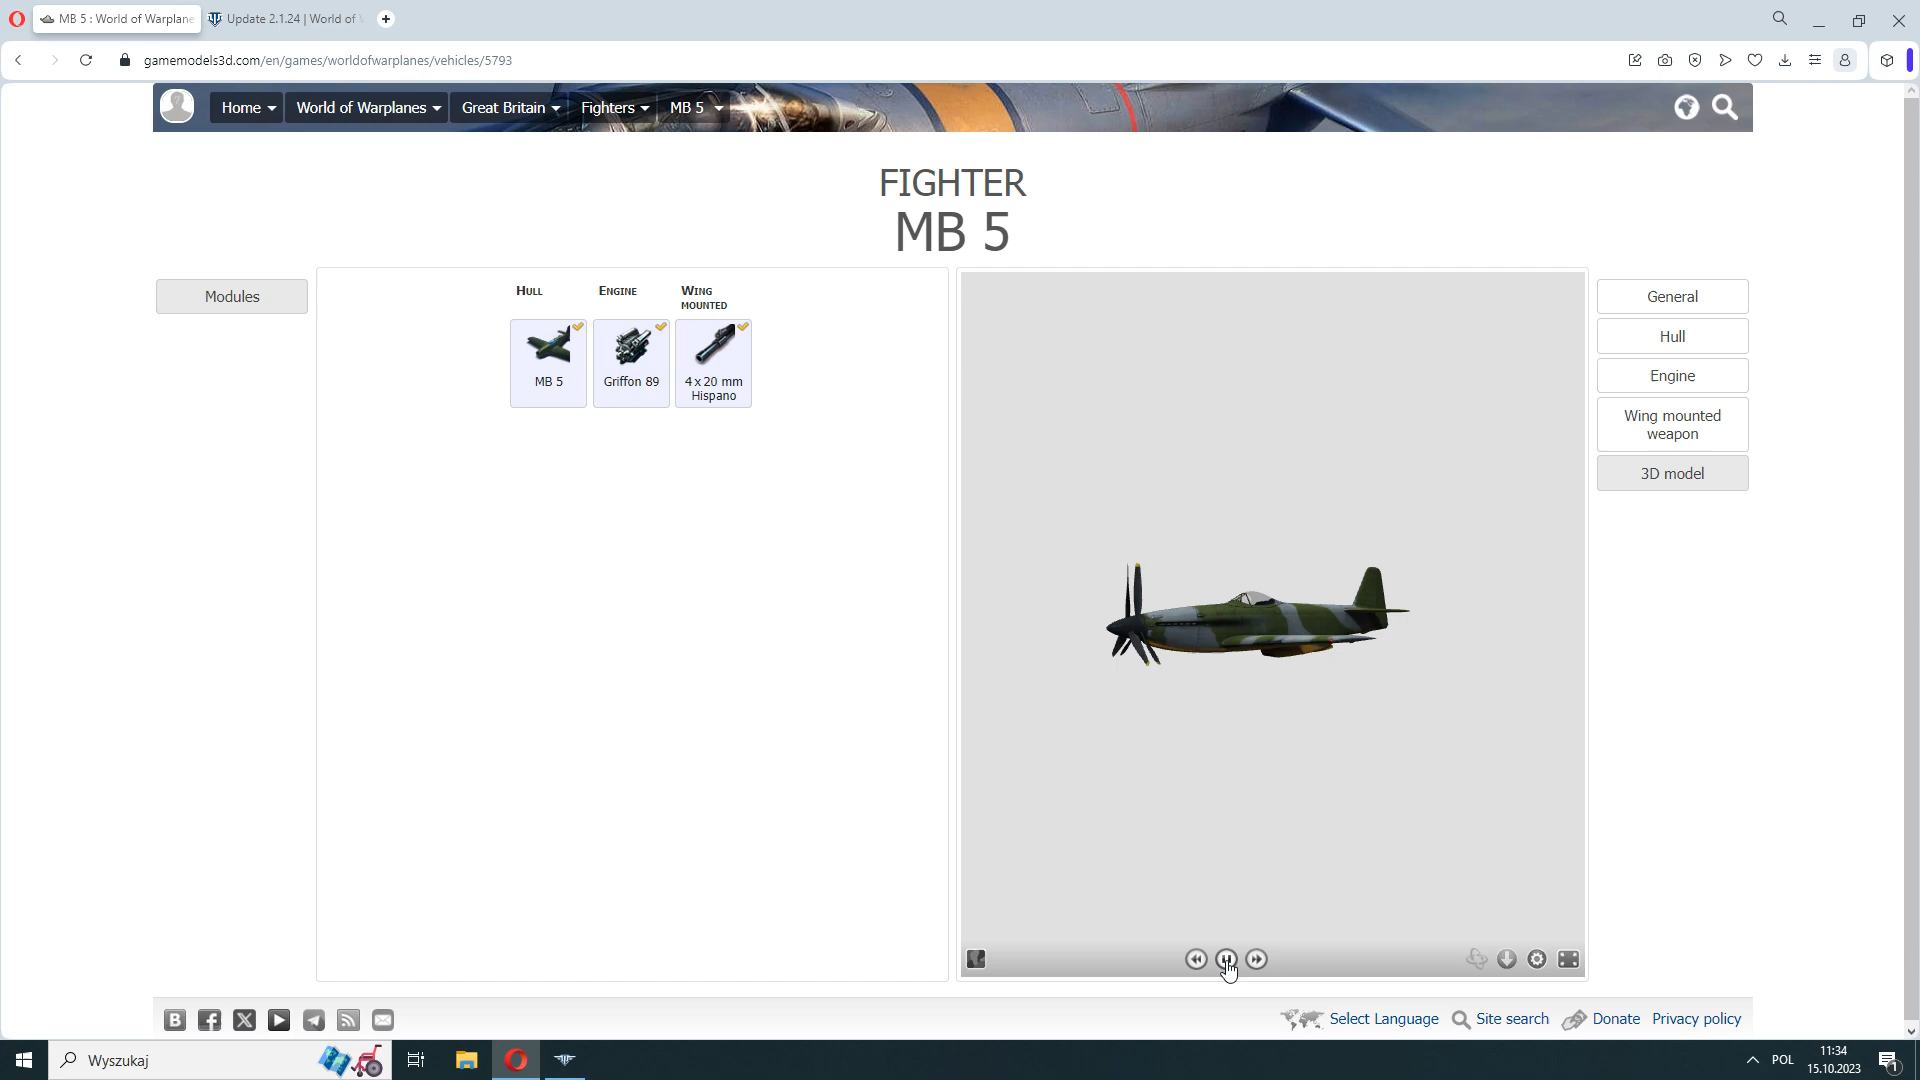 MB 5 : World of Warplane
Update 2.1.24 | World of
gamemodels3d.com/en/games/worldofwarplanes/vehicles/5793
Home
World of Warplanes
Great Britain
Fighters
MB 5
FIGHTER
MB 5
Modules
HULL
ENGINE
WING
MOUNTED
MB 5
Griffon 89
4 x 20 mm
Hispano
General
Hull
Engine
Wing mounted
weapon
3D model
Select Language
Site search
Donate
Privacy policy
Wyszukaj
POL
11:34
15.10.2023
1